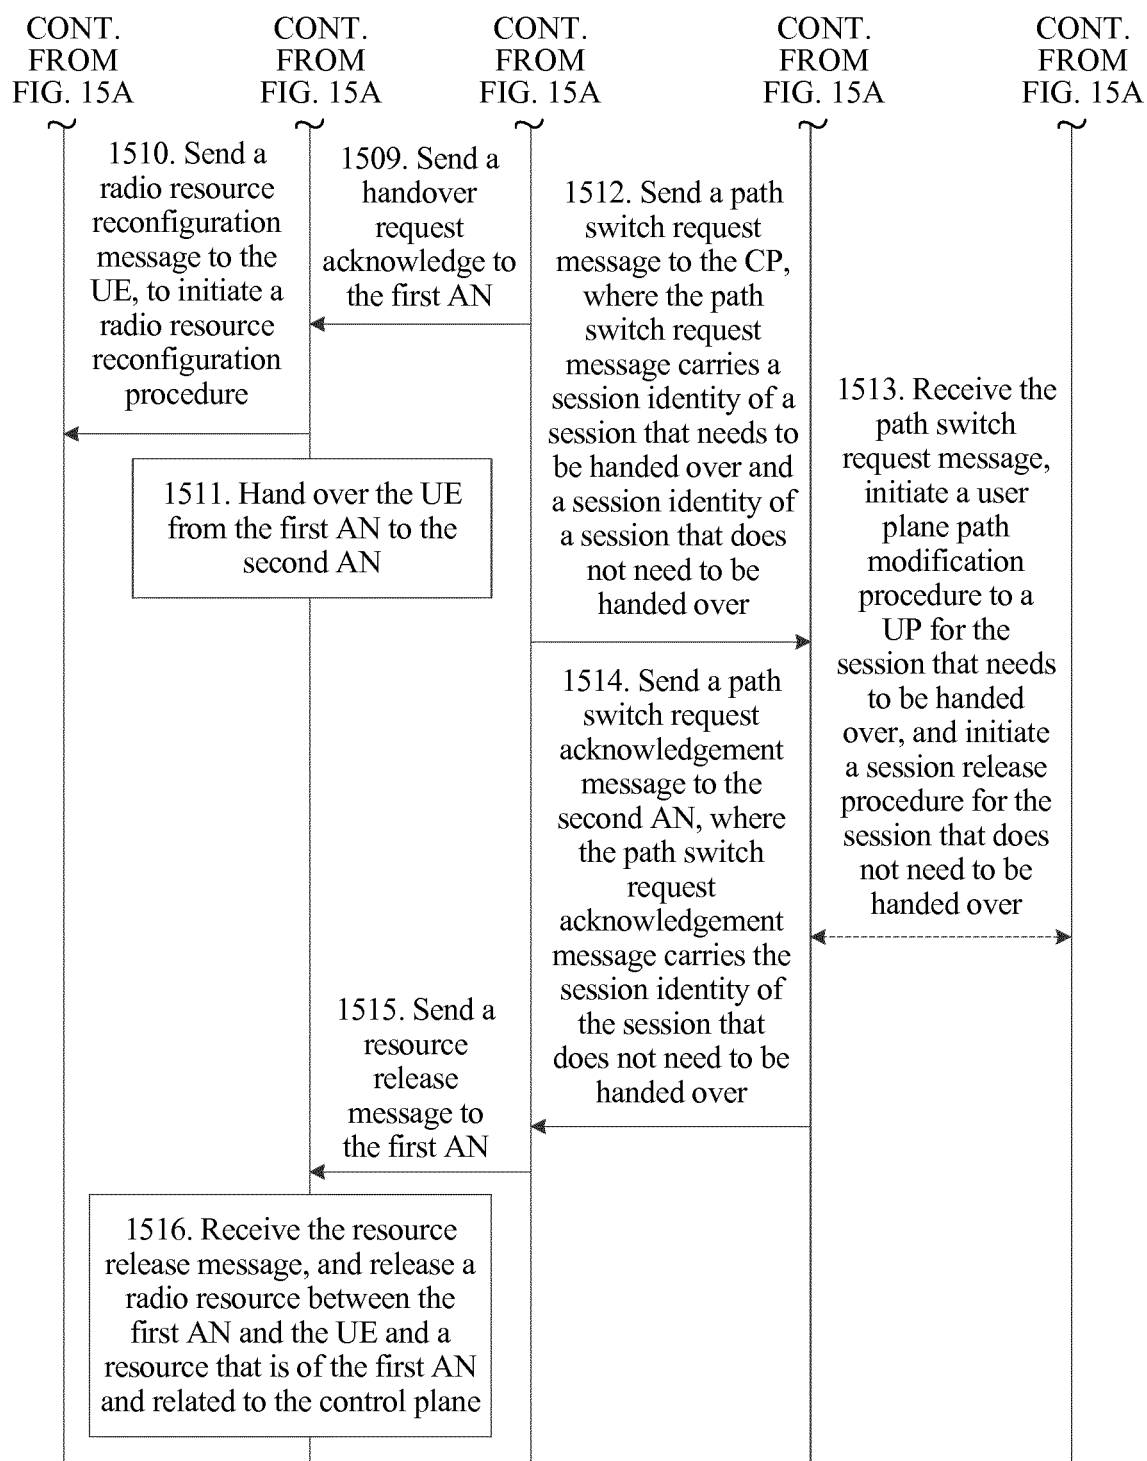 CONT.
FROM
FIG. 15A
CONT.
FROM
FIG. 15A
CONT.
FROM
FIG. 15A
CONT.
FROM
FIG. 15A
CONT.
FROM
FIG. 15A
1510. Send a
radio resource
reconfiguration
message to the
UE, to initiate a
radio resource
reconfiguration
procedure
1509. Send a
handover
request
acknowledge to
the first AN
1512. Send a path
switch request
message to the CP,
where the path
switch request
message carries a
session identity of a
session that needs to
be handed over and
a session identity of
a session that does
not need to be
handed over
1513. Receive the
path switch
request message,
initiate a user
plane path
modification
procedure to a
UP for the
session that needs
to be handed
over, and initiate
a session release
procedure for the
session that does
not need to be
handed over
1511. Hand over the UE
from the first AN to the
second AN
1514. Send a path
switch request
acknowledgement
message to the
second AN, where
the path switch
request
acknowledgement
message carries the
session identity of
the session that
does not need to be
handed over
1515. Send a
resource
release
message to
the first AN
1516. Receive the resource
release message, and release a
radio resource between the
first AN and the UE and a
resource that is of the first AN
and related to the control plane